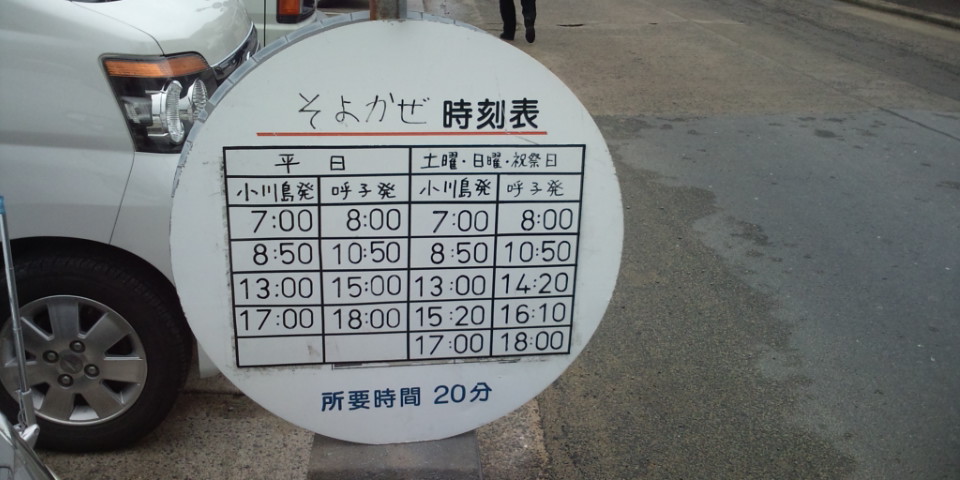 そよかぜ 時刻表
平 日 土曜・日曜・祝祭日
小川島発 呼子発 小川島発 呼子発
7:00 8:00 7:00 8:00
8:50 10:50 8:50 10:50
13:00 15:00 13:00 14:20
17:00 18:00 15:20 16:10
17:00 18:00
所要時間 20分